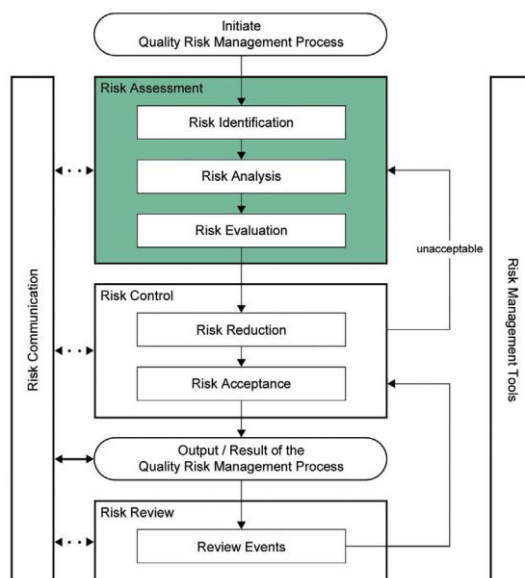 Initiate
Quality Risk Management Process
Risk Assessment
Risk Identification
Risk Analysis
Risk Evaluation
unacceptable
Risk Control
Risk Reduction
Risk Acceptance
Output / Result of the
Quality Risk Management Process
Risk Review
Review Events
Risk Communication
Risk Management Tools